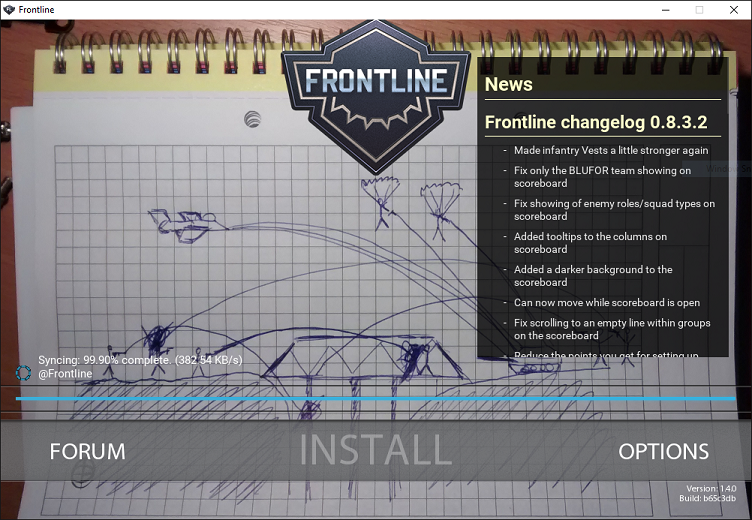 Frontline
FRONTLINE
News
Frontline changelog 0.8.3.2
- Made infantry Vests a little stronger again
- Fix only the BLUFOR team showing on
scoreboard
- Fix showing of enemy roles/squad types on
scoreboard
- Added tooltips to the columns on
scoreboard
- Added a darker background to the
scoreboard
- Can now move while scoreboard is open
- Fix scrolling to an empty line within groups
on the scoreboard
- Reduce the points you get for setting up
Syncing: 99.90% complete. (382.54 KB/s)
@Frontline
FORUM
INSTALL
OPTIONS
Version: 1.4.0
Build: b65c3db